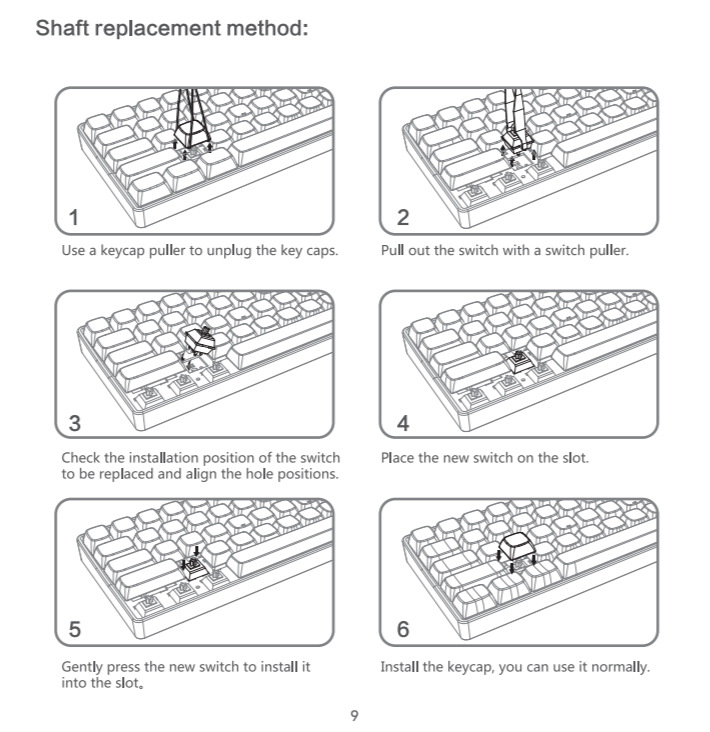 Shaft replacement method:
1
Use a keycap puller to unplug the key caps.
2
Pull out the switch with a switch puller.
3
Check the installation position of the switch
to be replaced and align the hole positions.
4
Place the new switch on the slot.
5
Gently press the new switch to install it
into the slot。
6
Install the keycap, you can use it normally.
9